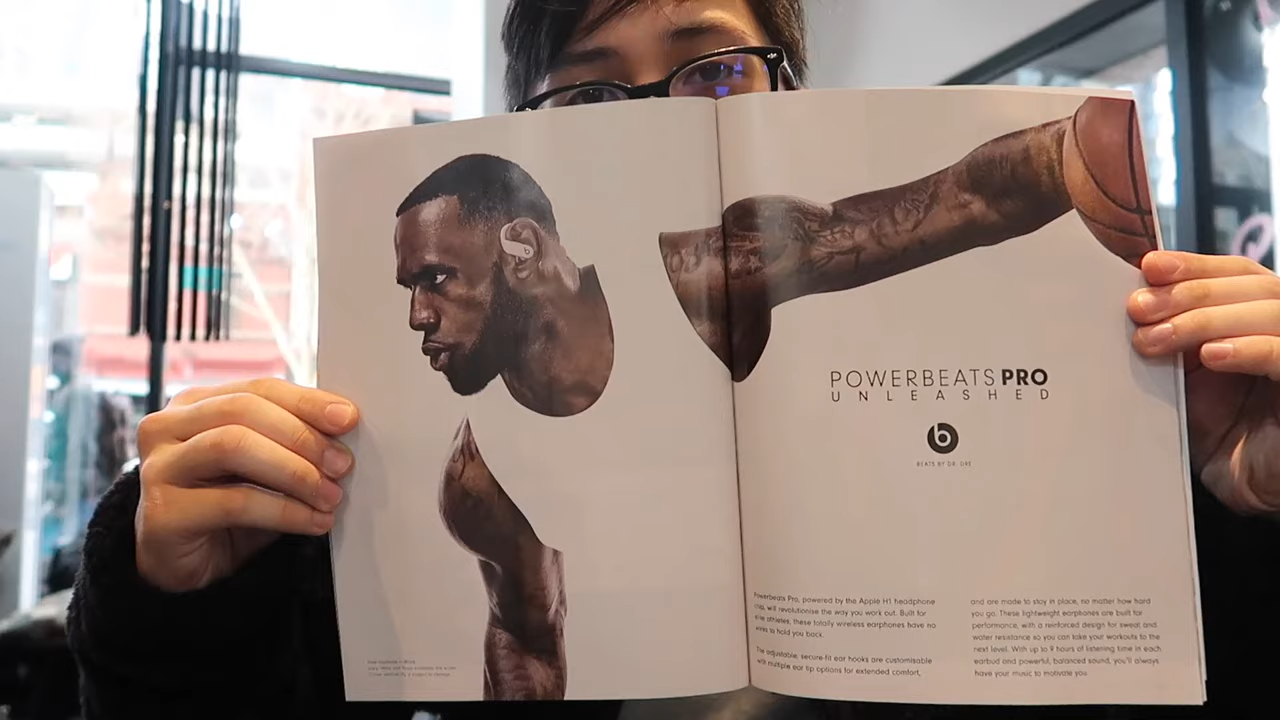 POWERBEATS PRO
UNLEASHED
b
BEATS BY DR. DRE
Powerbeats Pro, powered by the Apple H1 headphone
chip, will revolutionise the way you work out. Built for
elite athletes, these totally wireless earphones have no
wires to hold you back.
The adjustable, secure-fit ear hooks are customisable
with multiple ear tip options for extended comfort,
and are made to stay in place, no matter how hard
you go. These lightweight earphones are built for
performance, with a reinforced design for sweat and
water resistance so you can take your workouts to the
next level. With up to 9 hours of listening time in each
earbud and powerful, balanced sound, you'll always
have your music to motivate you.